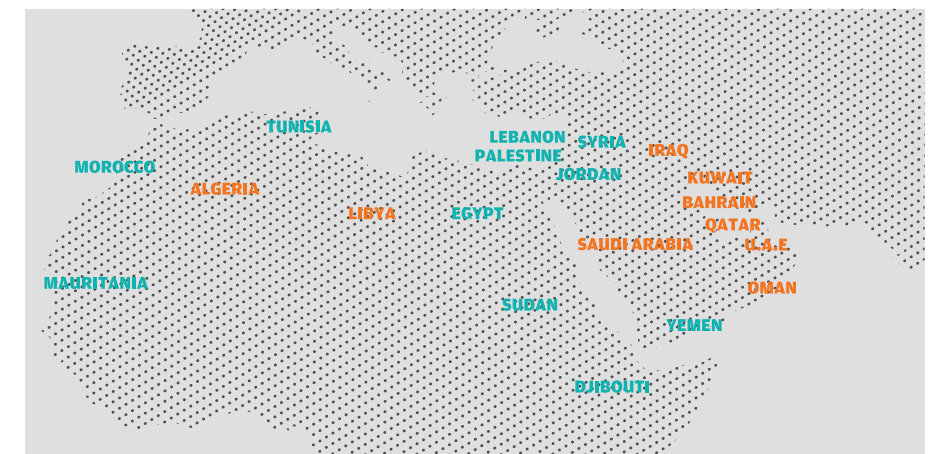 TUNISIA
LEBANON
SYRIA
IRAQ
PALESTINE
MOROCCO
JORDAN
KUWAIT
ALGERIA
BAHRAIN
LIBYA
EGYPT
QATAR
SAUDI ARABIA
U.A.E.
MAURITANIA
OMAN
SUDAN
YEMEN
DJIBOUTI